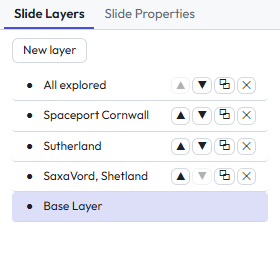 Slide Layers Slide Properties
New layer
All explored
Spaceport Cornwall
Sutherland
SaxaVord, Shetland
Base Layer